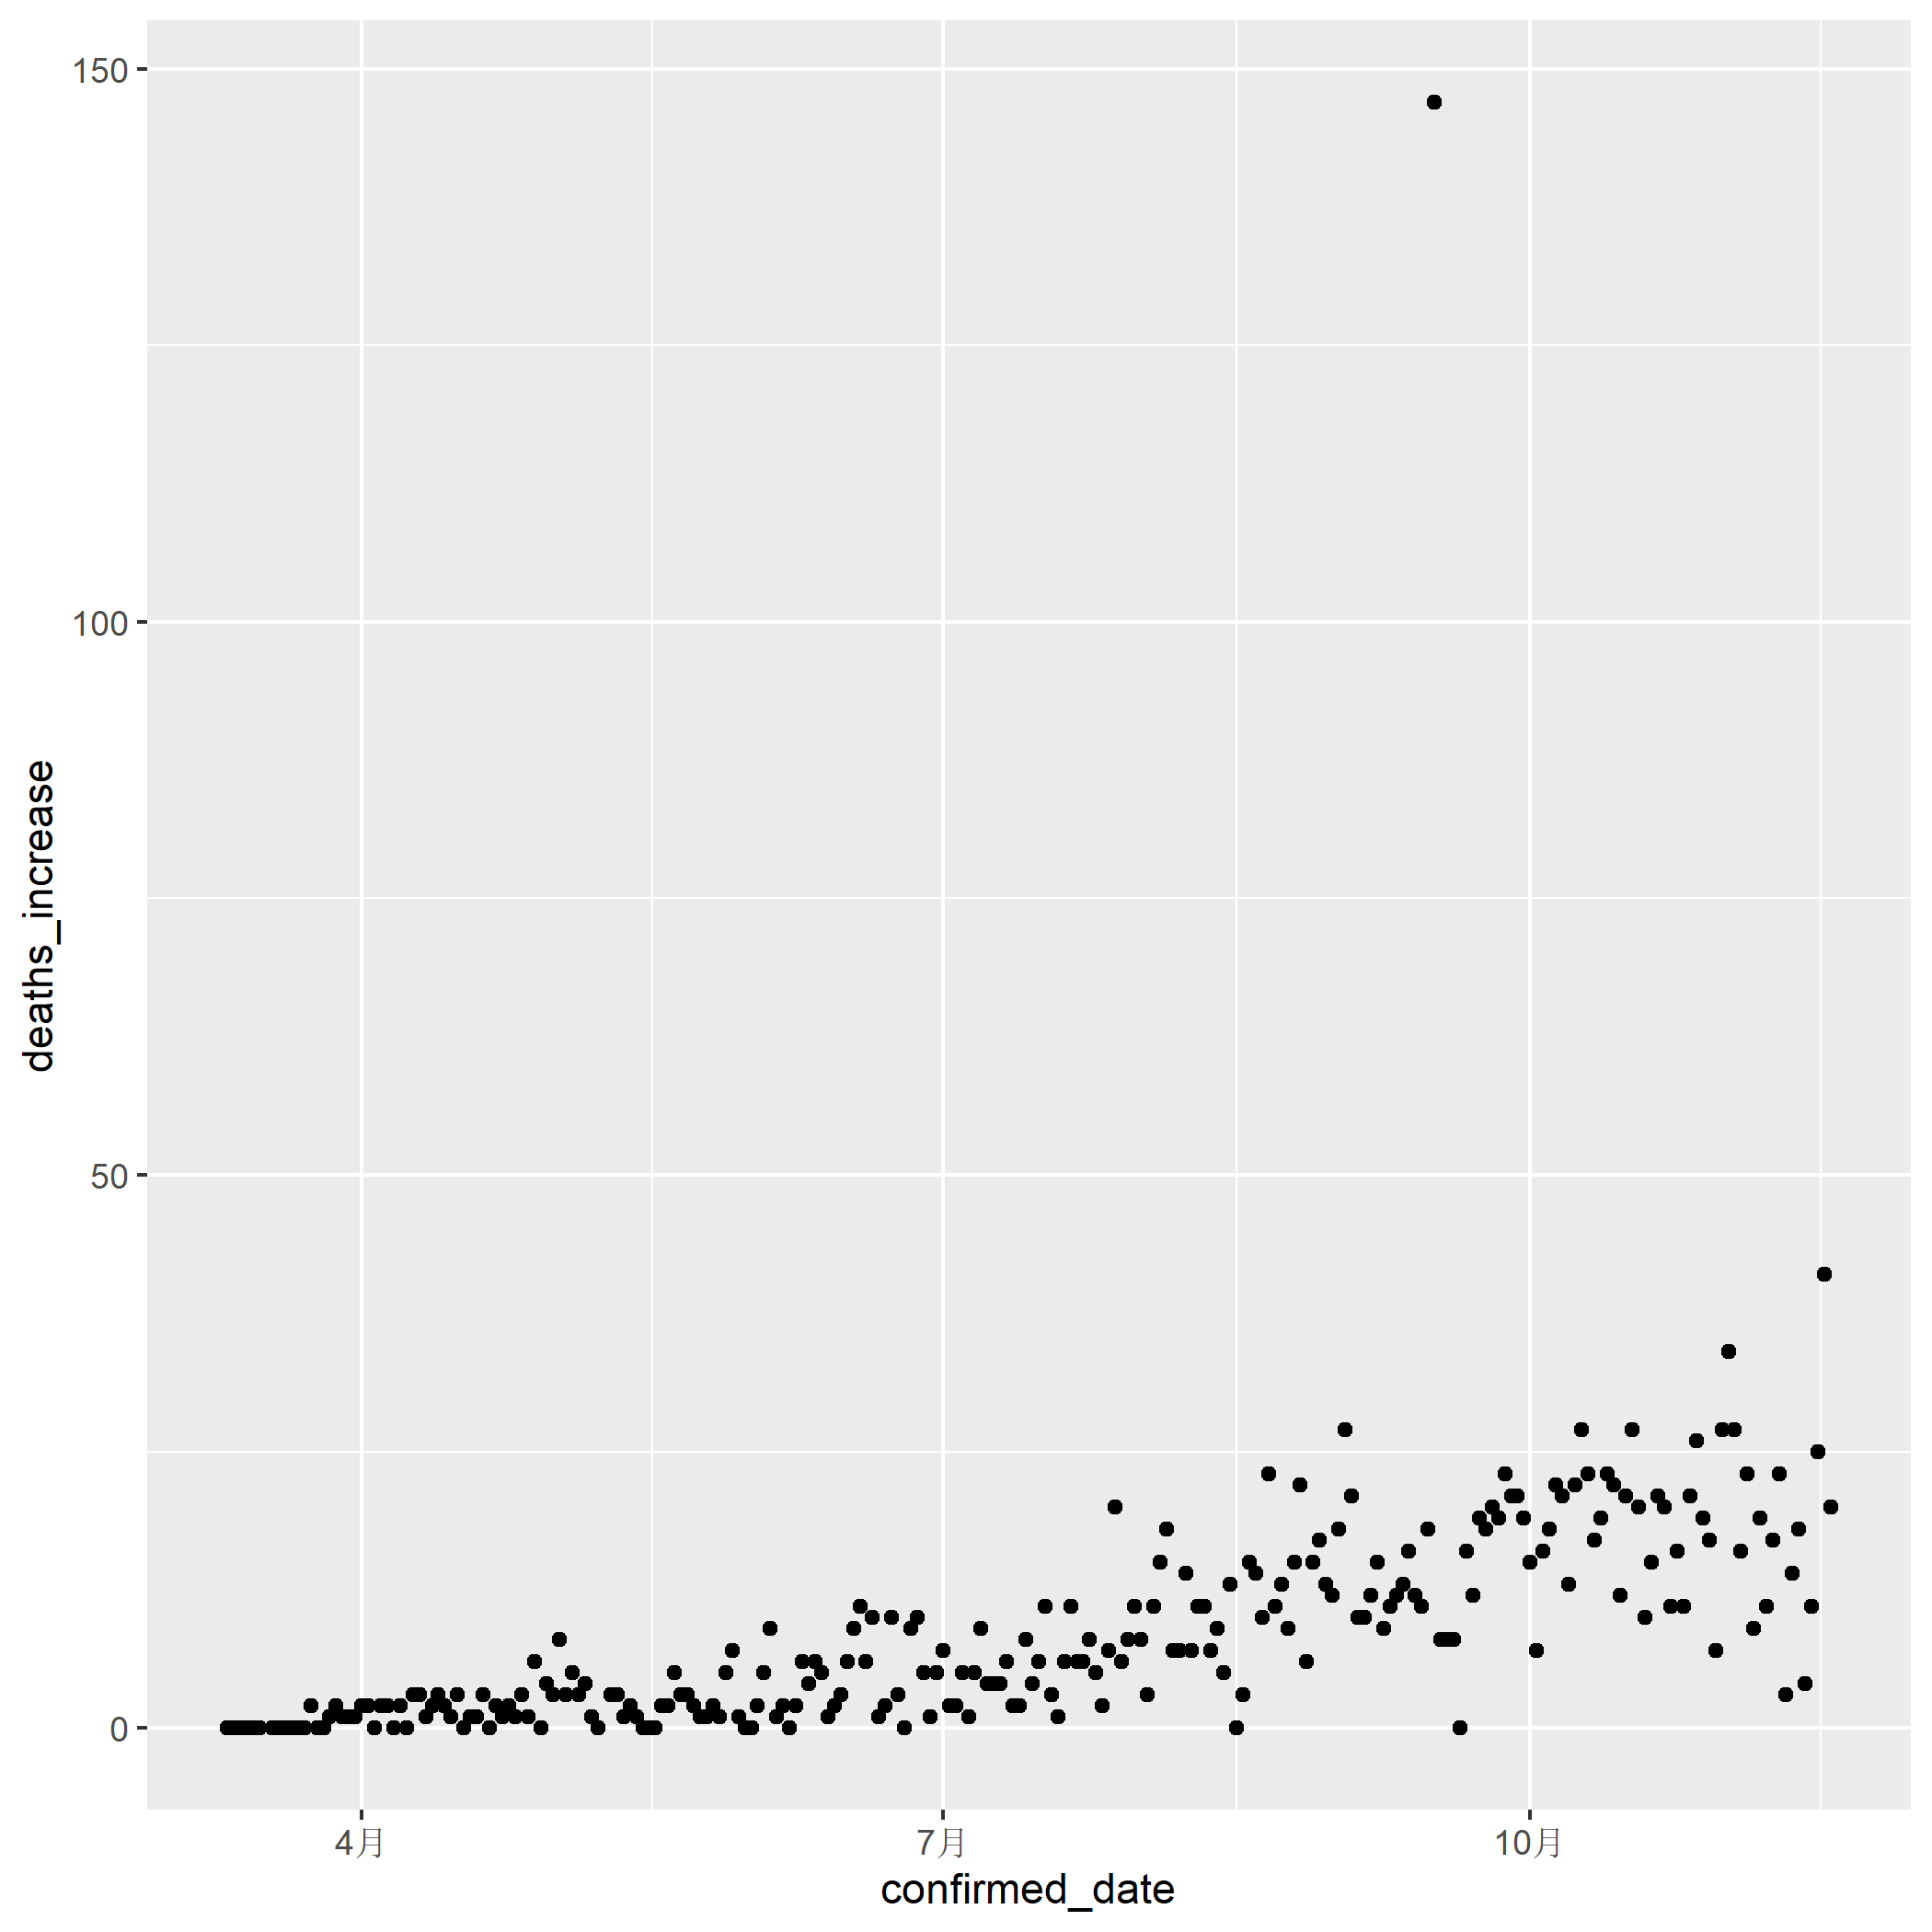 150
100
50
0
deaths_increase
4月
7月
10月
confirmed_date